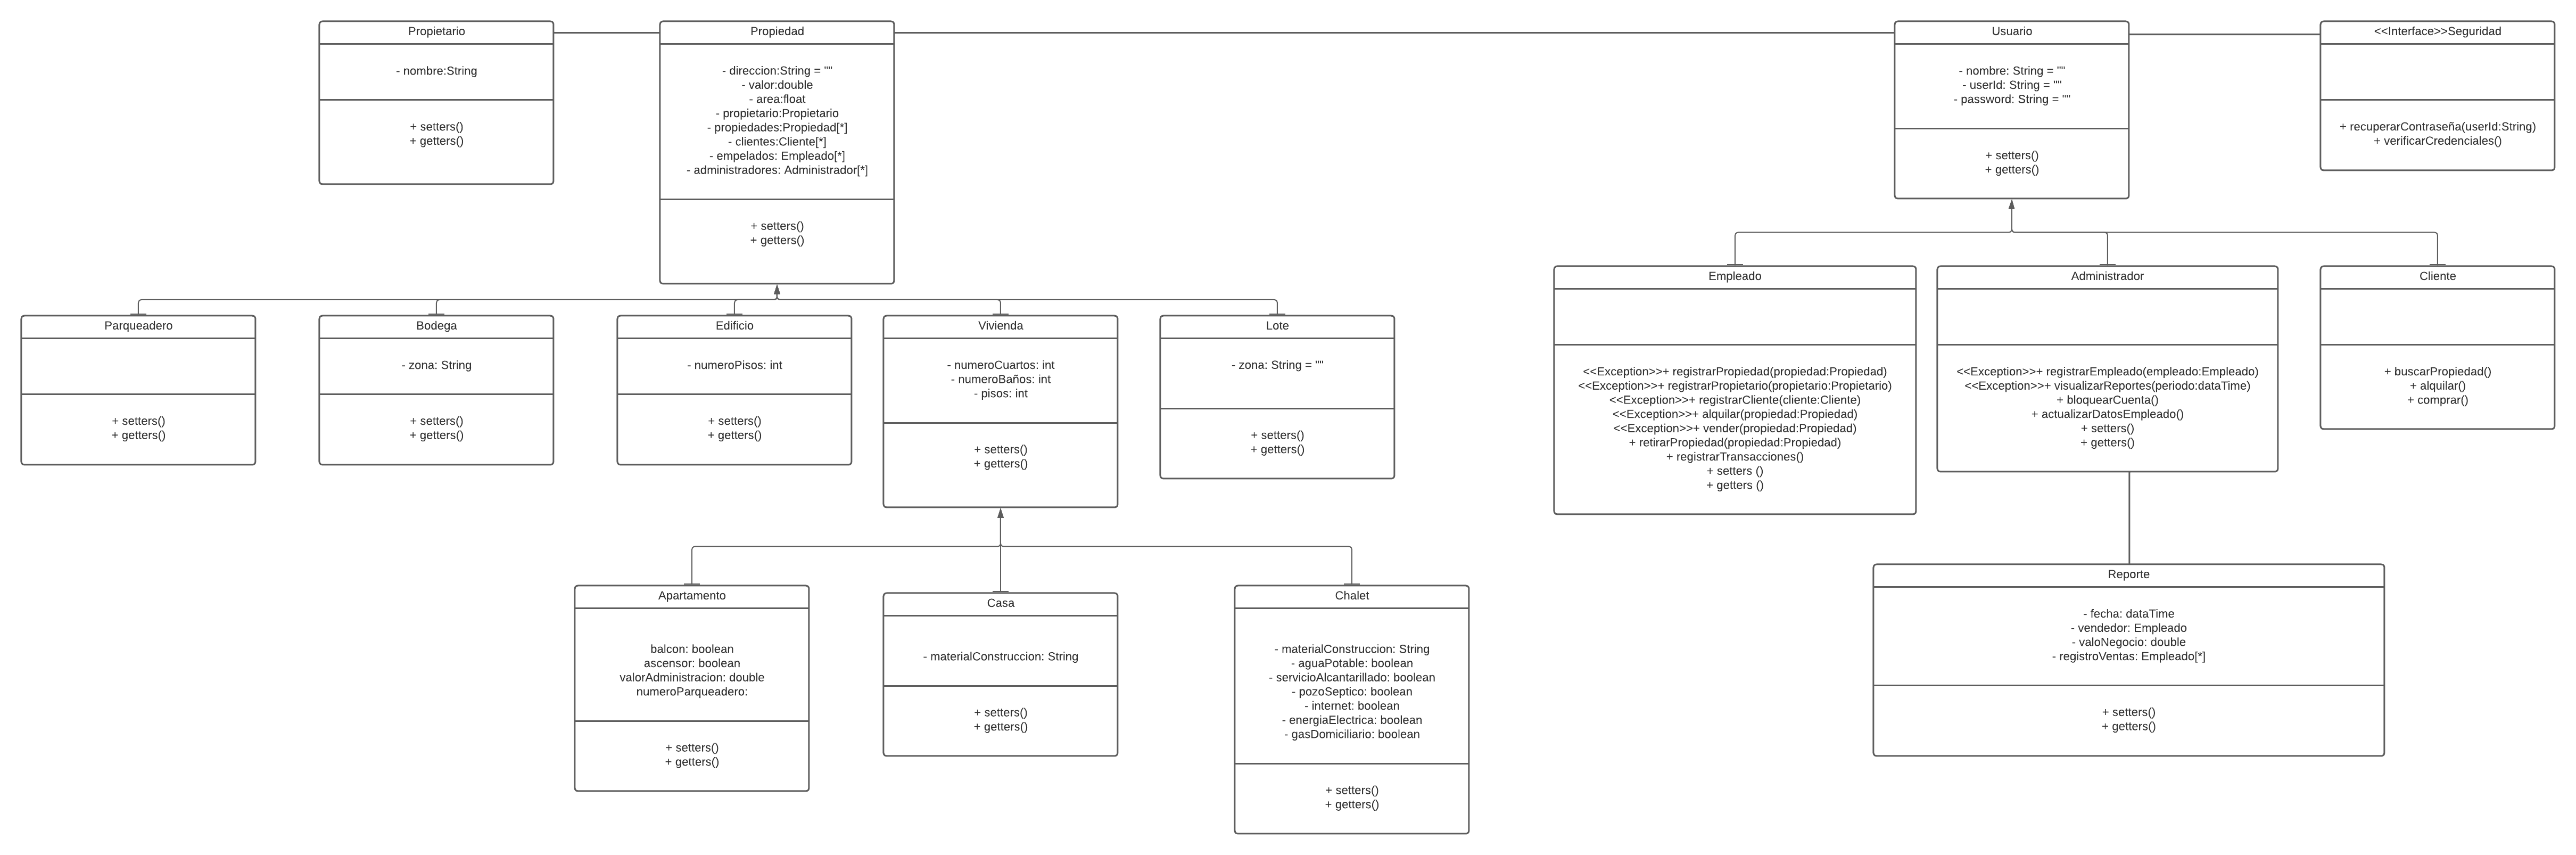 Propietario
- nombre:String
+ setters()
+ getters()
Propiedad
- direccion:String = ""
- valor:double
- area:float
- propietario:Propietario
- propiedades:Propiedad[*]
- clientes:Cliente[*]
- empelados: Empleado[*]
- administradores: Administrador[*]
+ setters()
+ getters()
Usuario
- nombre: String = ""
- userId: String = ""
- password: String = ""
+ setters()
+ getters()
<<Interface>>Seguridad
+ recuperarContraseña(userId:String)
+ verificarCredenciales()
Parqueadero
+ setters()
+ getters()
Bodega
- zona: String
+ setters()
+ getters()
Edificio
- numeroPisos: int
+ setters()
+ getters()
Vivienda
- numeroCuartos: int
- numeroBaños: int
- pisos: int
+ setters()
+ getters()
Lote
- zona: String = ""
+ setters()
+ getters()
Empleado
<<Exception>>+ registrarPropiedad(propiedad:Propiedad)
<<Exception>>+ registrarPropietario(propietario:Propietario)
<<Exception>>+ registrarCliente(cliente:Cliente)
<<Exception>>+ alquilar(propiedad:Propiedad)
<<Exception>>+ vender(propiedad:Propiedad)
+ retirarPropiedad(propiedad:Propiedad)
+ registrarTransacciones()
+ setters ()
+ getters ()
Administrador
<<Exception>>+ registrarEmpleado(empleado:Empleado)
<<Exception>>+ visualizarReportes(periodo:dataTime)
+ bloquearCuenta()
+ actualizarDatosEmpleado()
+ setters()
+ getters()
Cliente
+ buscarPropiedad()
+ alquilar()
+ comprar()
Apartamento
balcon: boolean
ascensor: boolean
valorAdministracion: double
numeroParqueadero:
+ setters()
+ getters()
Casa
- materialConstruccion: String
+ setters()
+ getters()
Chalet
- materialConstruccion: String
- aguaPotable: boolean
- servicioAlcantarillado: boolean
- pozoSeptico: boolean
- internet: boolean
- energiaElectrica: boolean
- gasDomiciliario: boolean
+ setters()
+ getters()
Reporte
- fecha: dataTime
- vendedor: Empleado
- valoNegocio: double
- registroVentas: Empleado[*]
+ setters()
+ getters()